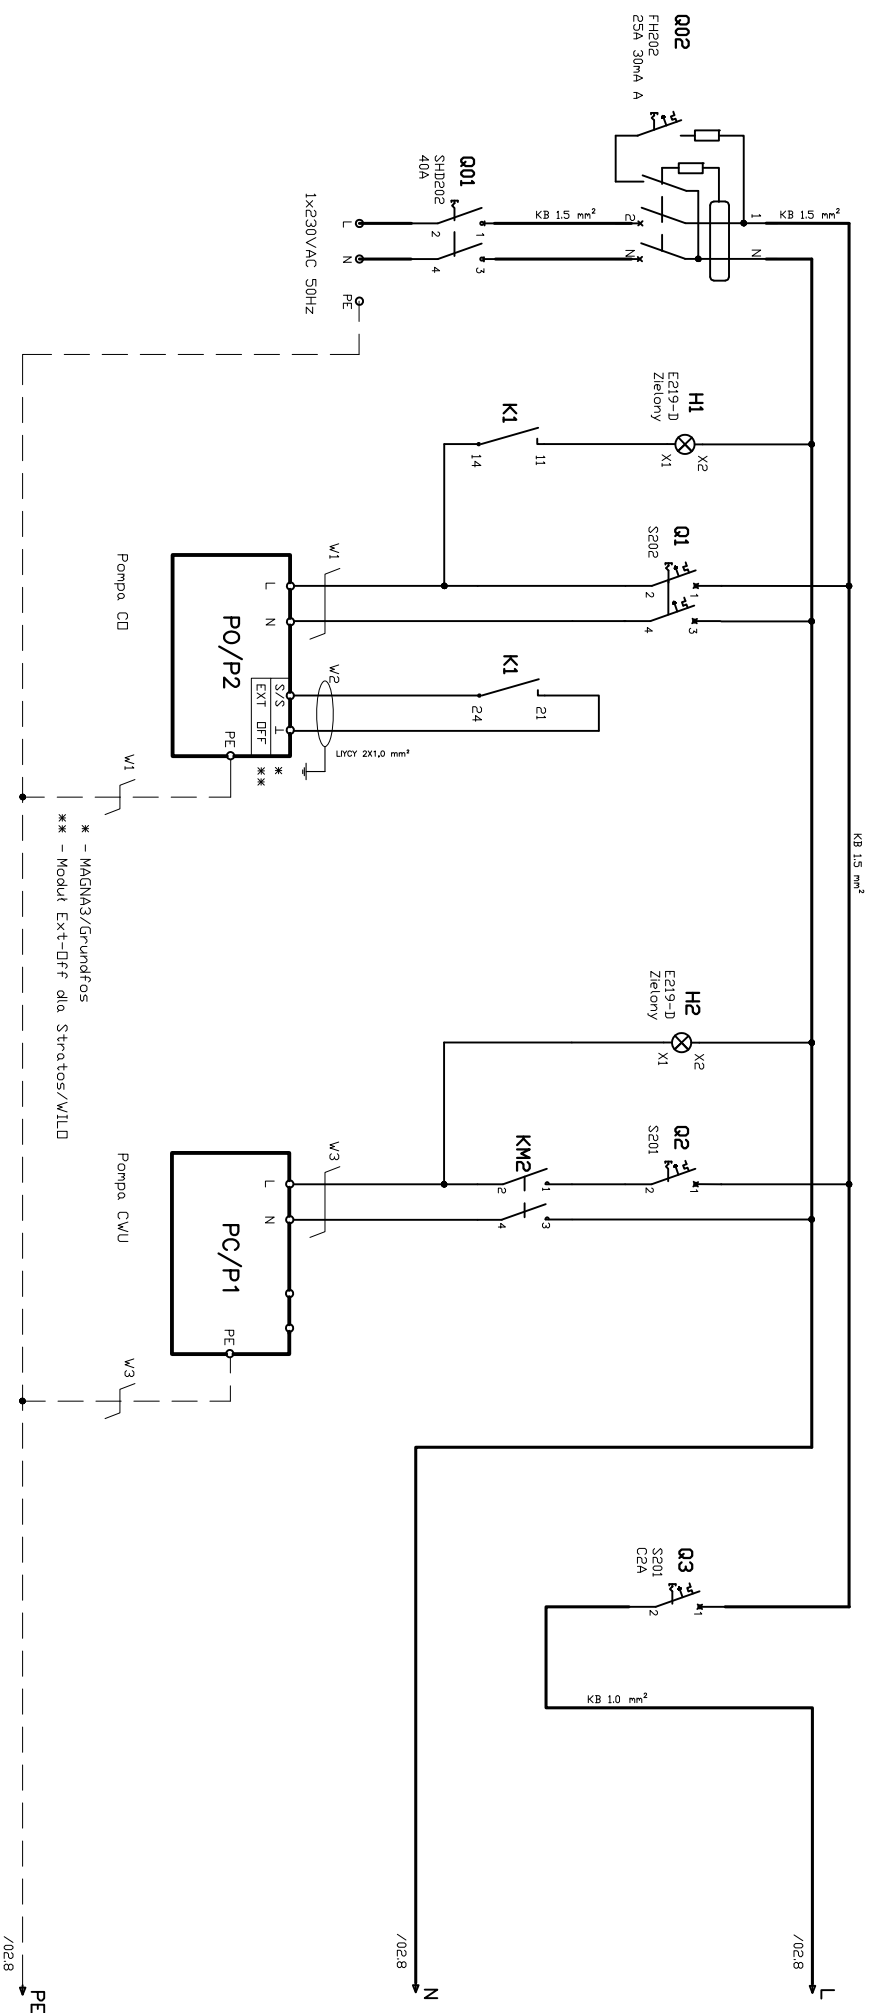 Q02
FH202
25A 30mA A
Q01
SHD202
40A
1x230VAC 50Hz
L
N
PE
2
1
4
3
KB 1.5 mm²
2
N
1
N
KB 1.5 mm²
KB 1.5 mm²
H1
E219-D
Zielony
X1
X2
K1
14
11
Q1
S202
2
1
4
3
W1
L
N
PO/P2
Pompa CO
S/S
EXT OFF
⊥
PE
*
**
W2
LIYCY 2X1,0 mm²
K1
24
21
W1
* - MAGNA3/Grundfos
** - Moduł Ext-Off dla Stratos/WILO
H2
E219-D
Zielony
X1
X2
Q2
S201
2
1
KM2
2
1
4
3
W3
L
N
PC/P1
Pompa CWU
PE
W3
Q3
S201
C2A
2
1
KB 1.0 mm²
/02.8
L
/02.8
N
/02.8
PE